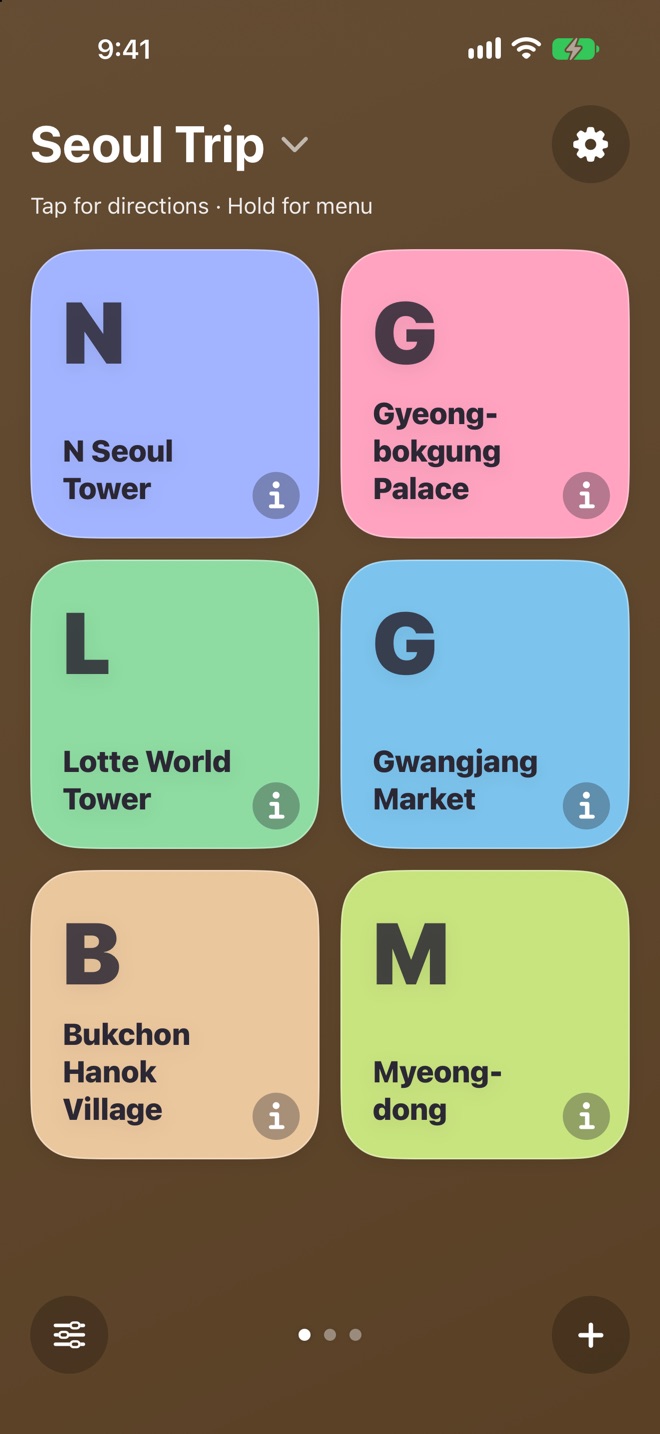 9:41
Seoul Trip
Tap for directions · Hold for menu
N
N Seoul
Tower
G
Gyeong-
bokgung
Palace
L
Lotte World
Tower
G
Gwangjang
Market
B
Bukchon
Hanok
Village
M
Myeong-
dong